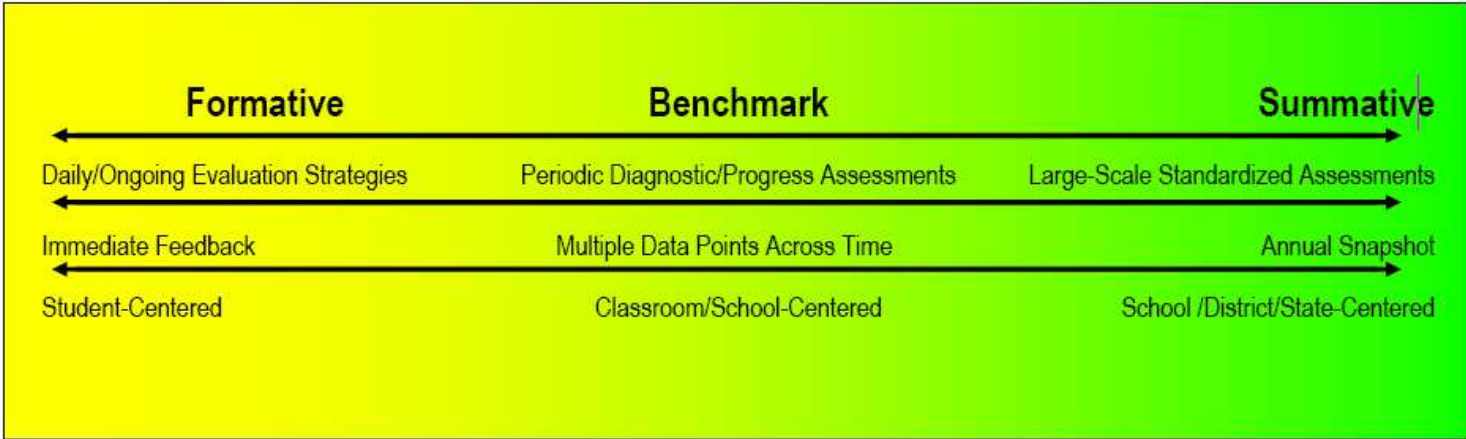 Formative Benchmark Summative
Daily/Ongoing Evaluation Strategies Periodic Diagnostic/Progress Assessments Large-Scale Standardized Assessments
Immediate Feedback Multiple Data Points Across Time Annual Snapshot
Student-Centered Classroom/School-Centered School /District/State-Centered